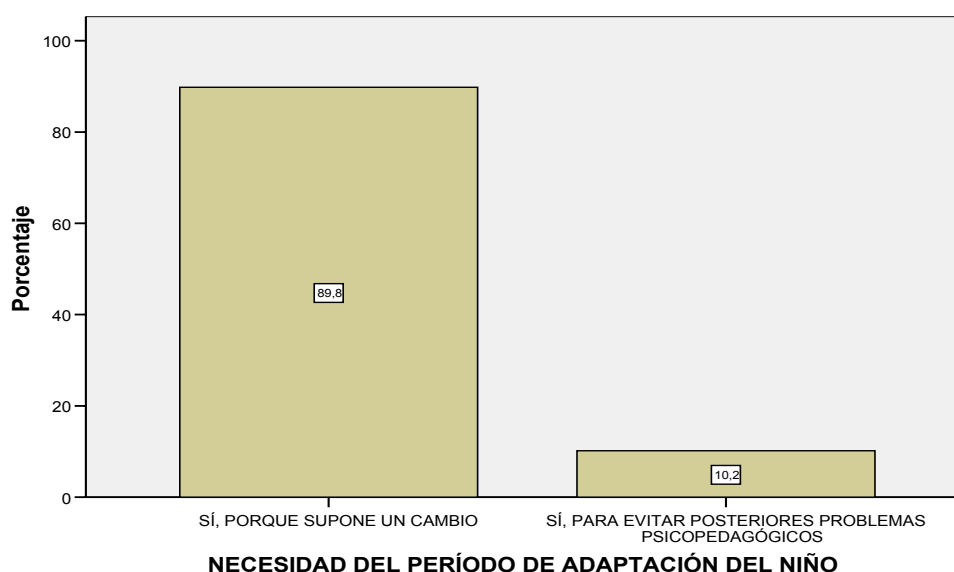 100
80
60
40
20
0
Porcentaje
89,8
10,2
SÍ, PORQUE SUPONE UN CAMBIO
SÍ, PARA EVITAR POSTERIORES PROBLEMAS
PSICOPEDAGÓGICOS
NECESIDAD DEL PERÍODO DE ADAPTACIÓN DEL NIÑO